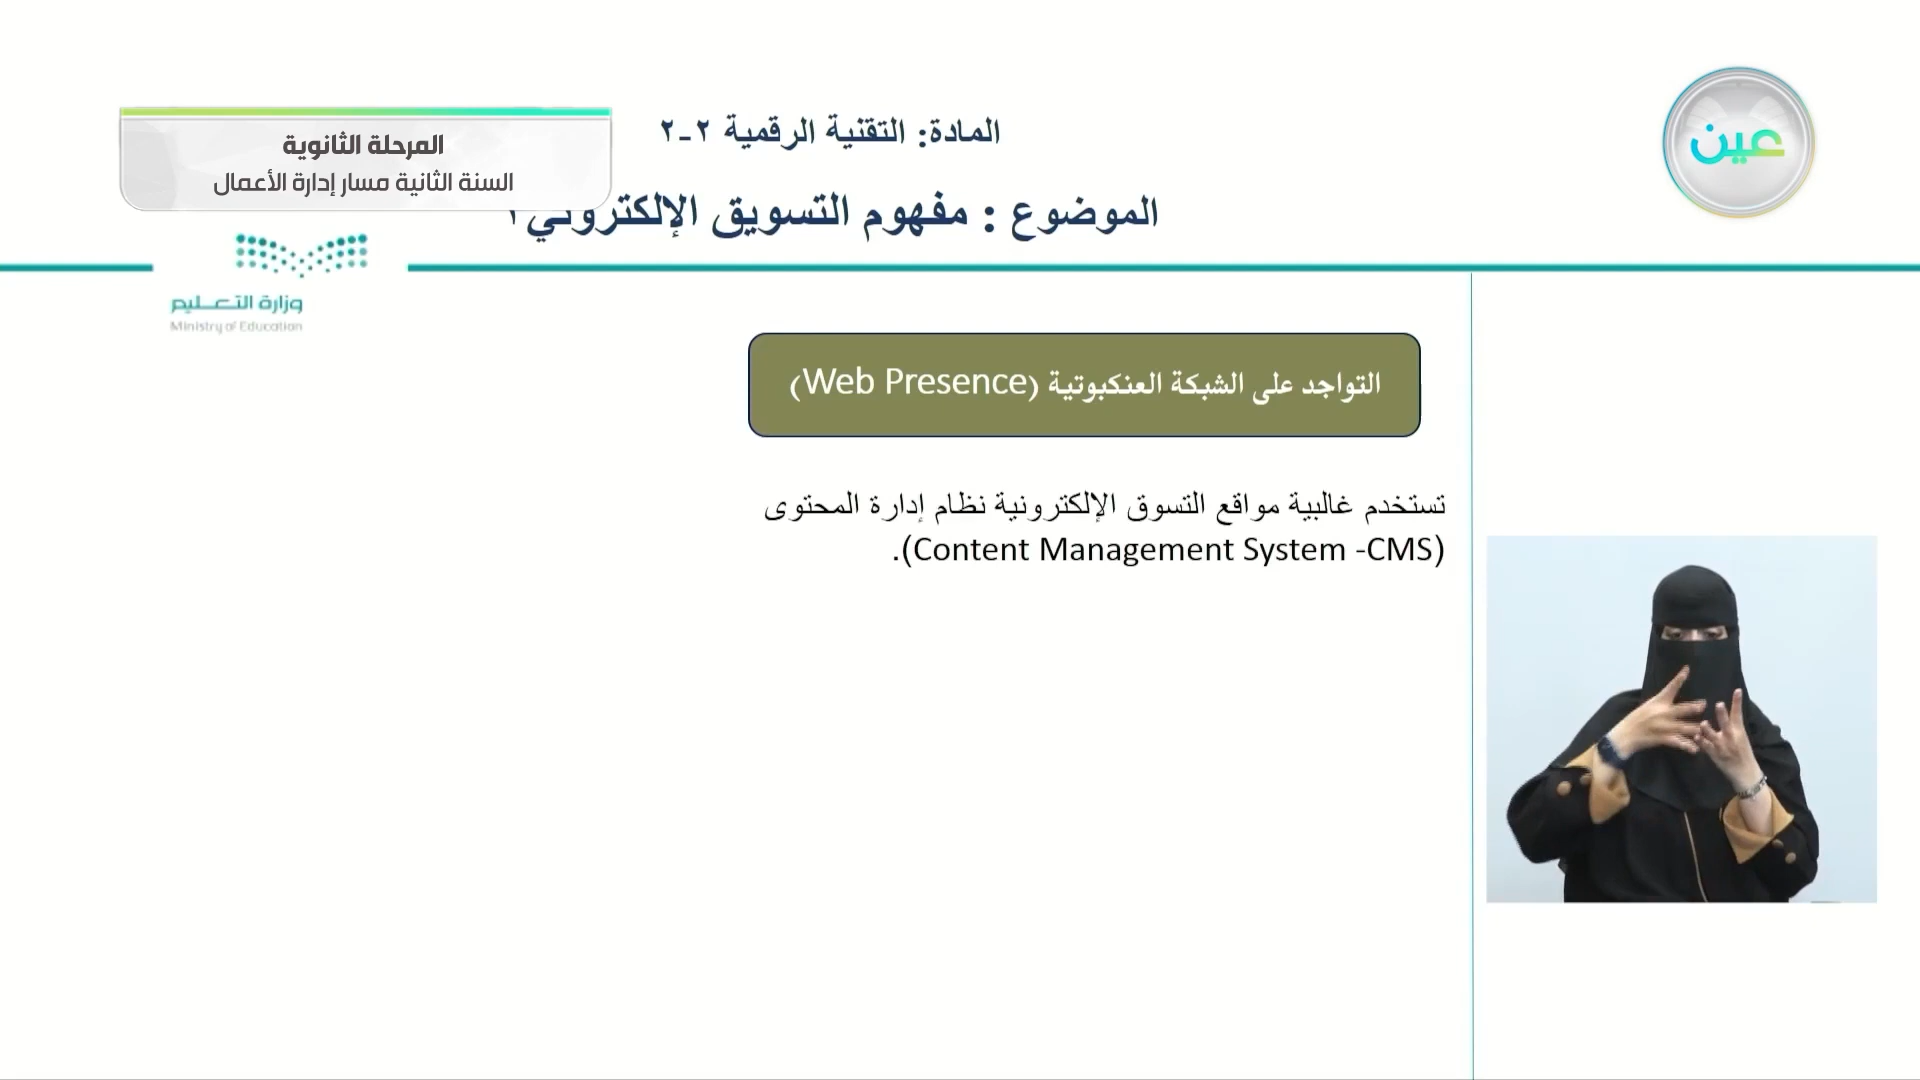 المادة: التقنية الرقمية ٢-٢
المرحلة الثانوية
السنة الثانية مسار إدارة الأعمال
الموضوع : مفهوم التسويق الإلكتروني
عين
وزارة التعليم
Ministry of Education
التواجد على الشبكة العنكبوتية (Web Presence)
تستخدم غالبية مواقع التسوق الإلكترونية نظام إدارة المحتوى
(Content Management System -CMS).